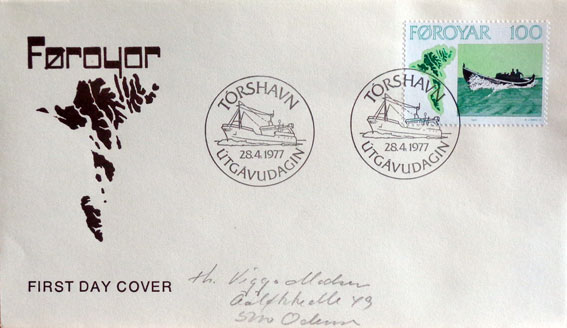 Føroyar
FØROYAR 100
TÓRSHAVN
28.4.1977
ÚTGÁVUDAGIN
TÓRSHAVN
28.4.1977
ÚTGÁVUDAGIN
FIRST DAY COVER
hr. Viggo Madsen
49
5000 Odense